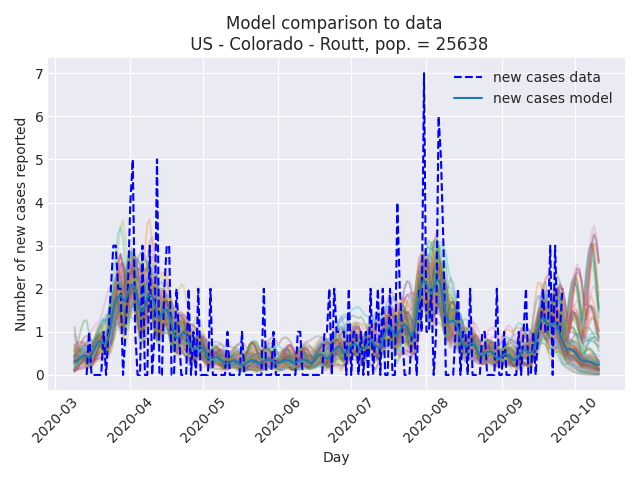 Model comparison to data
US - Colorado - Routt, pop. = 25638
7
6
5
4
3
2
1
0
Number of new cases reported
new cases data
new cases model
2020-03
2020-04
2020-05
2020-06
2020-07
2020-08
2020-09
2020-10
Day